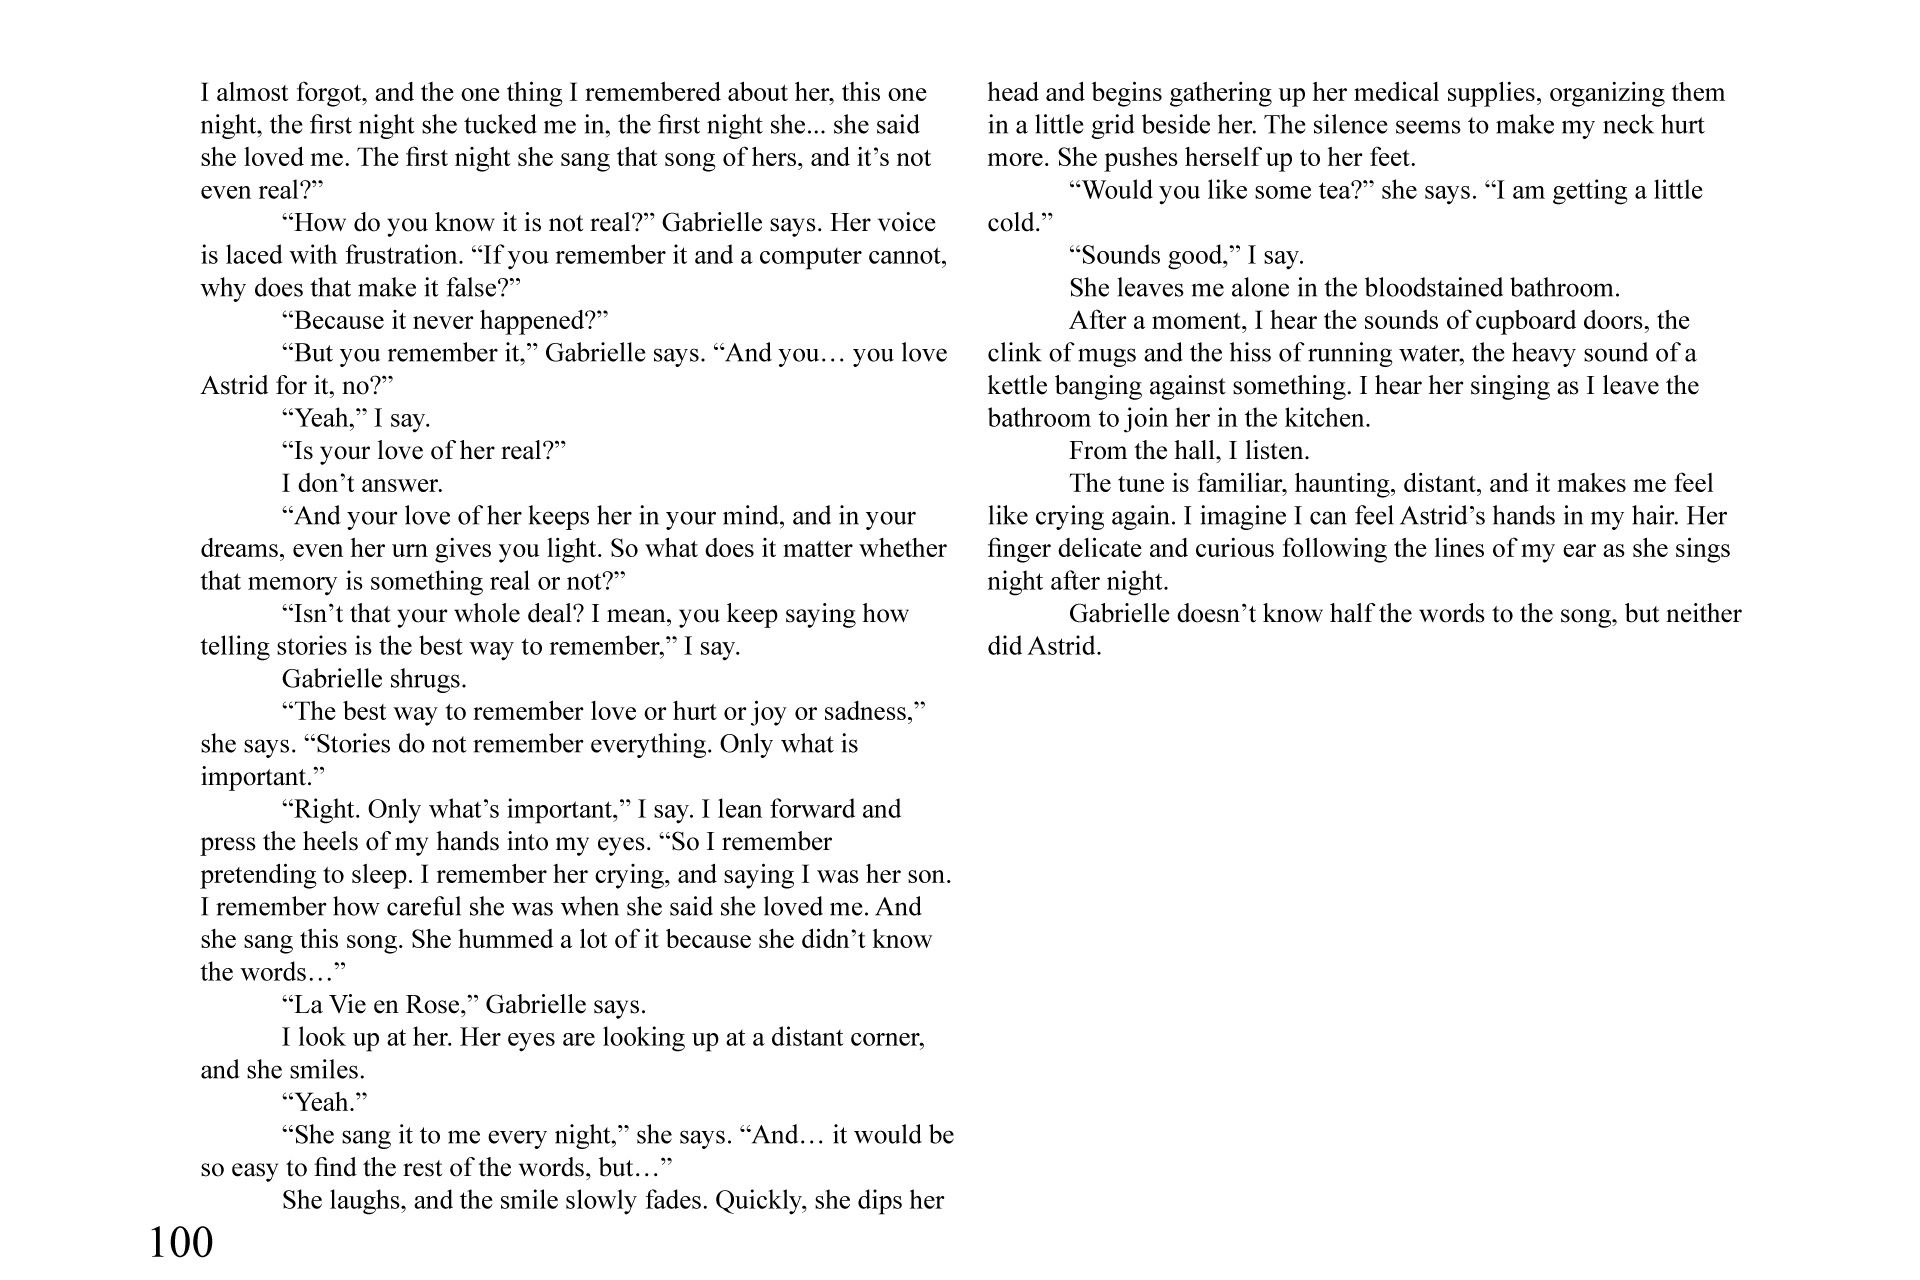 I almost forgot, and the one thing I remembered about her, this one
night, the first night she tucked me in, the first night she... she said
she loved me. The first night she sang that song of hers, and it’s not
even real?”
“How do you know it is not real?” Gabrielle says. Her voice
is laced with frustration. “If you remember it and a computer cannot,
why does that make it false?”
“Because it never happened?”
“But you remember it,” Gabrielle says. “And you… you love
Astrid for it, no?”
“Yeah,” I say.
“Is your love of her real?”
I don’t answer.
“And your love of her keeps her in your mind, and in your
dreams, even her urn gives you light. So what does it matter whether
that memory is something real or not?”
“Isn’t that your whole deal? I mean, you keep saying how
telling stories is the best way to remember,” I say.
Gabrielle shrugs.
“The best way to remember love or hurt or joy or sadness,”
she says. “Stories do not remember everything. Only what is
important.”
“Right. Only what’s important,” I say. I lean forward and
press the heels of my hands into my eyes. “So I remember
pretending to sleep. I remember her crying, and saying I was her son.
I remember how careful she was when she said she loved me. And
she sang this song. She hummed a lot of it because she didn’t know
the words…”
“La Vie en Rose,” Gabrielle says.
I look up at her. Her eyes are looking up at a distant corner,
and she smiles.
“Yeah.”
“She sang it to me every night,” she says. “And… it would be
so easy to find the rest of the words, but…”
She laughs, and the smile slowly fades. Quickly, she dips her
100
head and begins gathering up her medical supplies, organizing them
in a little grid beside her. The silence seems to make my neck hurt
more. She pushes herself up to her feet.
“Would you like some tea?” she says. “I am getting a little
cold.”
“Sounds good,” I say.
She leaves me alone in the bloodstained bathroom.
After a moment, I hear the sounds of cupboard doors, the
clink of mugs and the hiss of running water, the heavy sound of a
kettle banging against something. I hear her singing as I leave the
bathroom to join her in the kitchen.
From the hall, I listen.
The tune is familiar, haunting, distant, and it makes me feel
like crying again. I imagine I can feel Astrid’s hands in my hair. Her
finger delicate and curious following the lines of my ear as she sings
night after night.
Gabrielle doesn’t know half the words to the song, but neither
did Astrid.